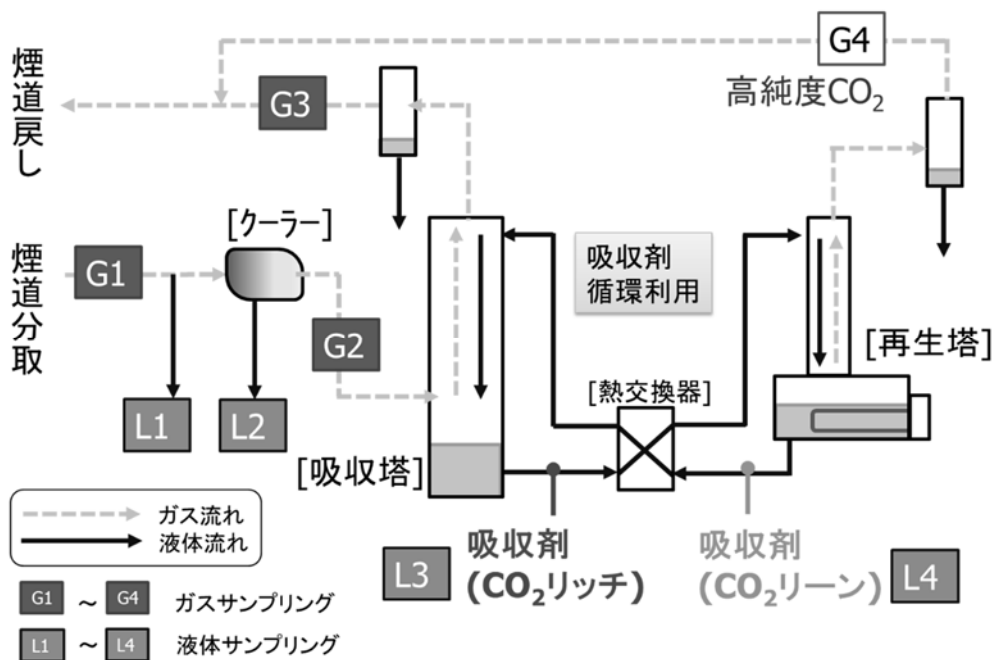 G4
高純度CO₂
煙道戻し
G3
[クーラー]
煙道分取
G1
G2
吸収剤
循環利用
[再生塔]
[熱交換器]
L1
L2
[吸収塔]
ガス流れ
液体流れ
L3
吸収剤
(CO₂リッチ)
吸収剤
(CO₂リーン)
L4
G1 ～ G4 ガスサンプリング
L1 ～ L4 液体サンプリング